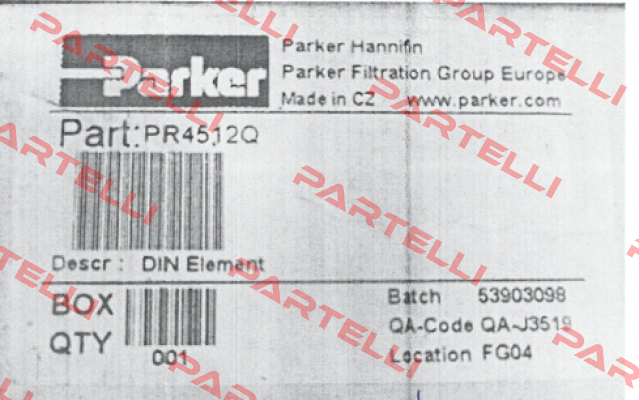 Parker
Parker Hannifin
Parker Filtration Group Europe
Made in CZ www.parker.com
Part: PR4512Q
Descr : DIN Element
BOX
QTY
001
Batch 53903098
QA-Code QA-J3519
Location FG04
PARTELLI
PARTELLI
PARTELLI
PARTELLI
PARTELLI
PARTELLI